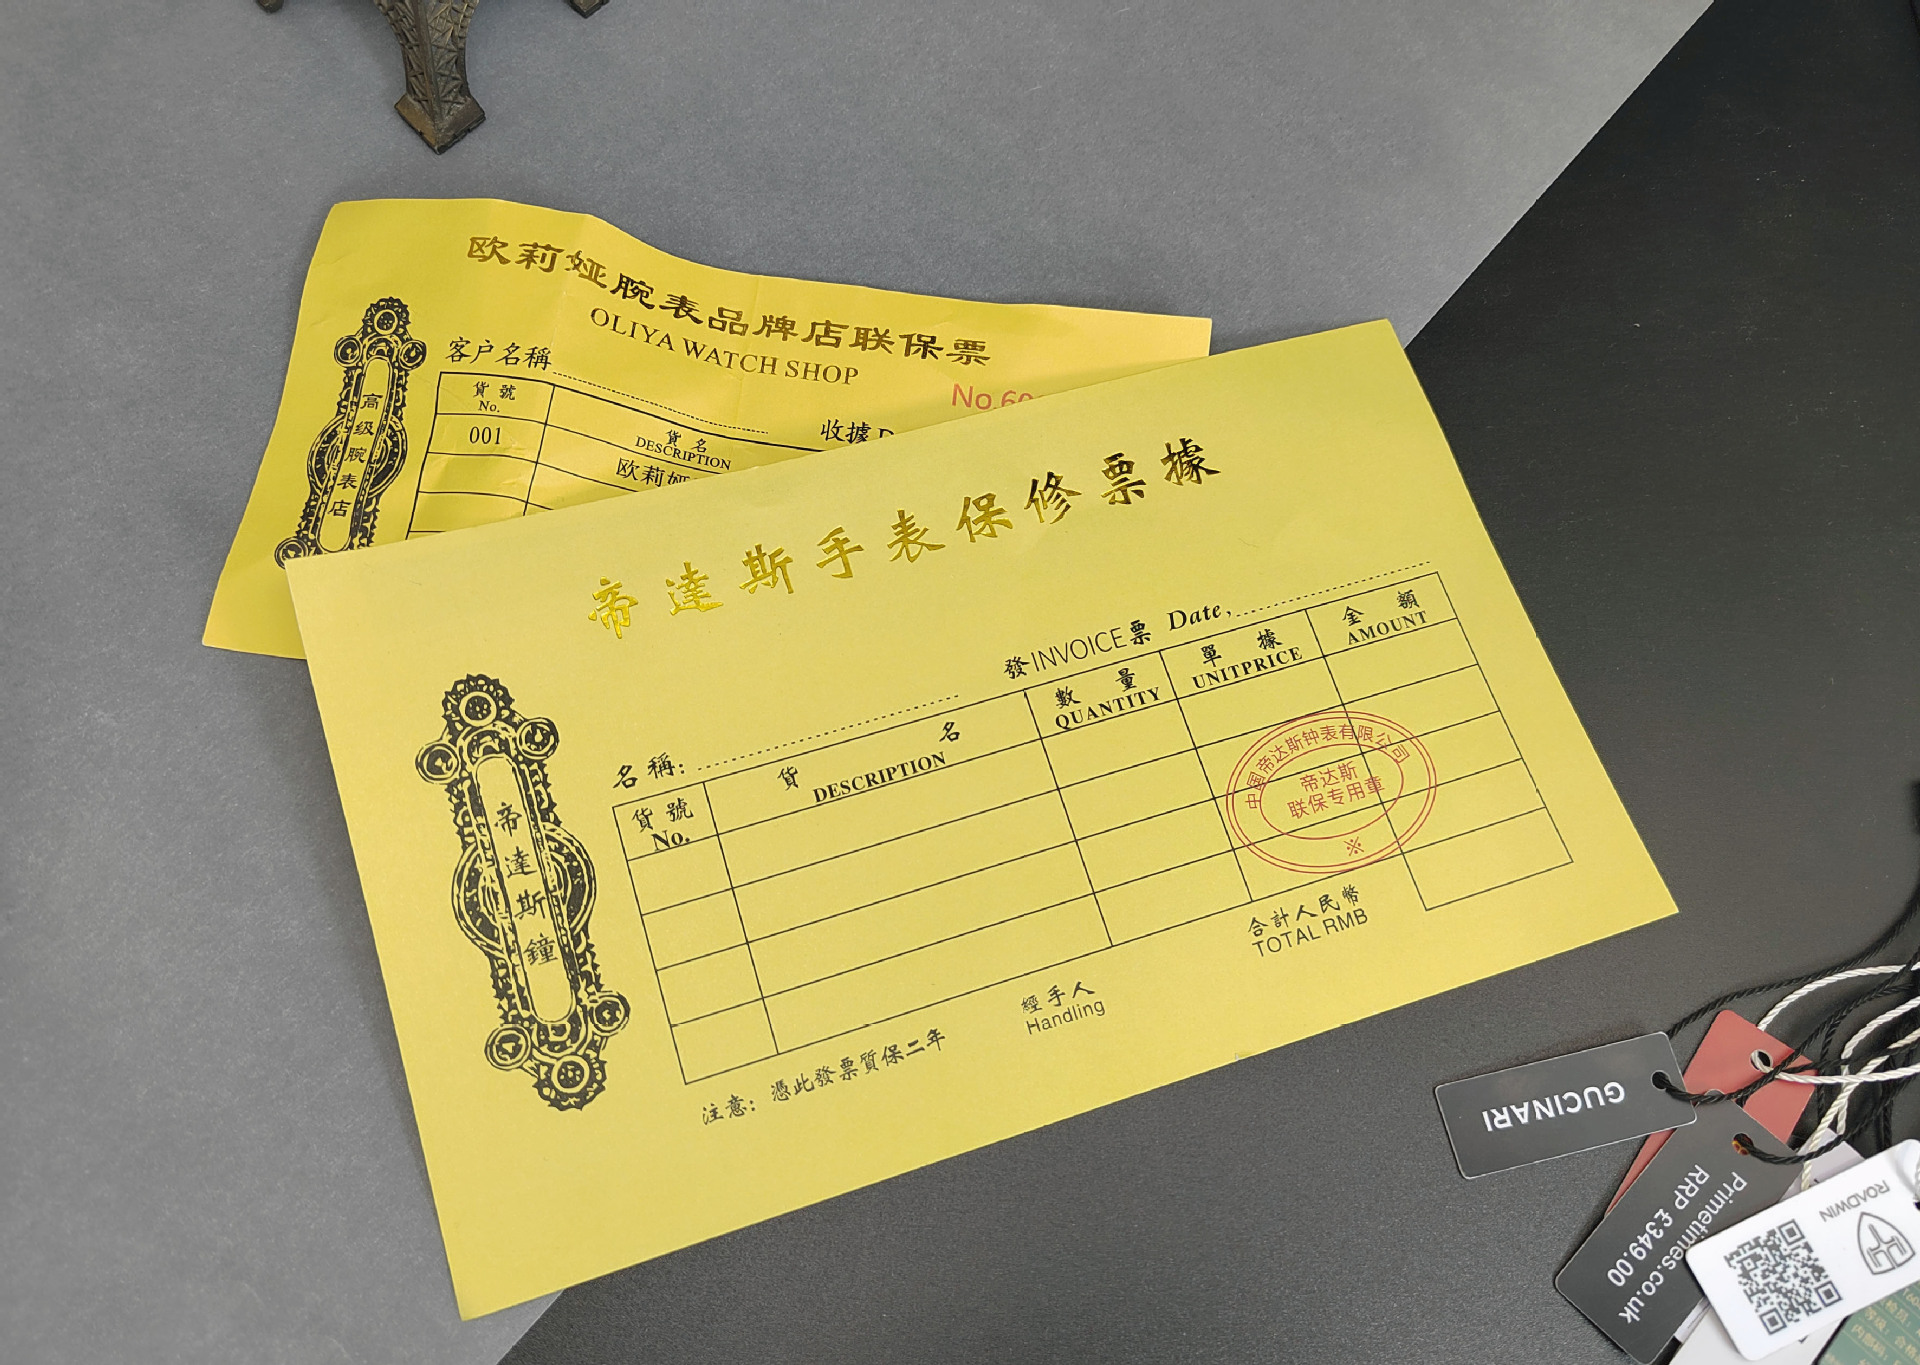 欧莉娅腕表品牌店联保票
OLIYA WATCH SHOP
No.60
客户名稱
收據 D
貨號
No.
貨名
DESCRIPTION
001
欧莉娅
高级腕表店
帝達斯手表保修票據
發INVOICE票 Date,
名稱:
貨號
No.
貨名
DESCRIPTION
數量
QUANTITY
單據
UNITPRICE
金額
AMOUNT
中国帝达斯钟表有限公司
帝达斯
联保专用章
※
帝達斯鐘
合計人民幣
TOTAL RMB
經手人
Handling
注意: 憑此發票質保二年
GUCINARI
Primetimes.co.uk
RRP £349.00
ROADWIN